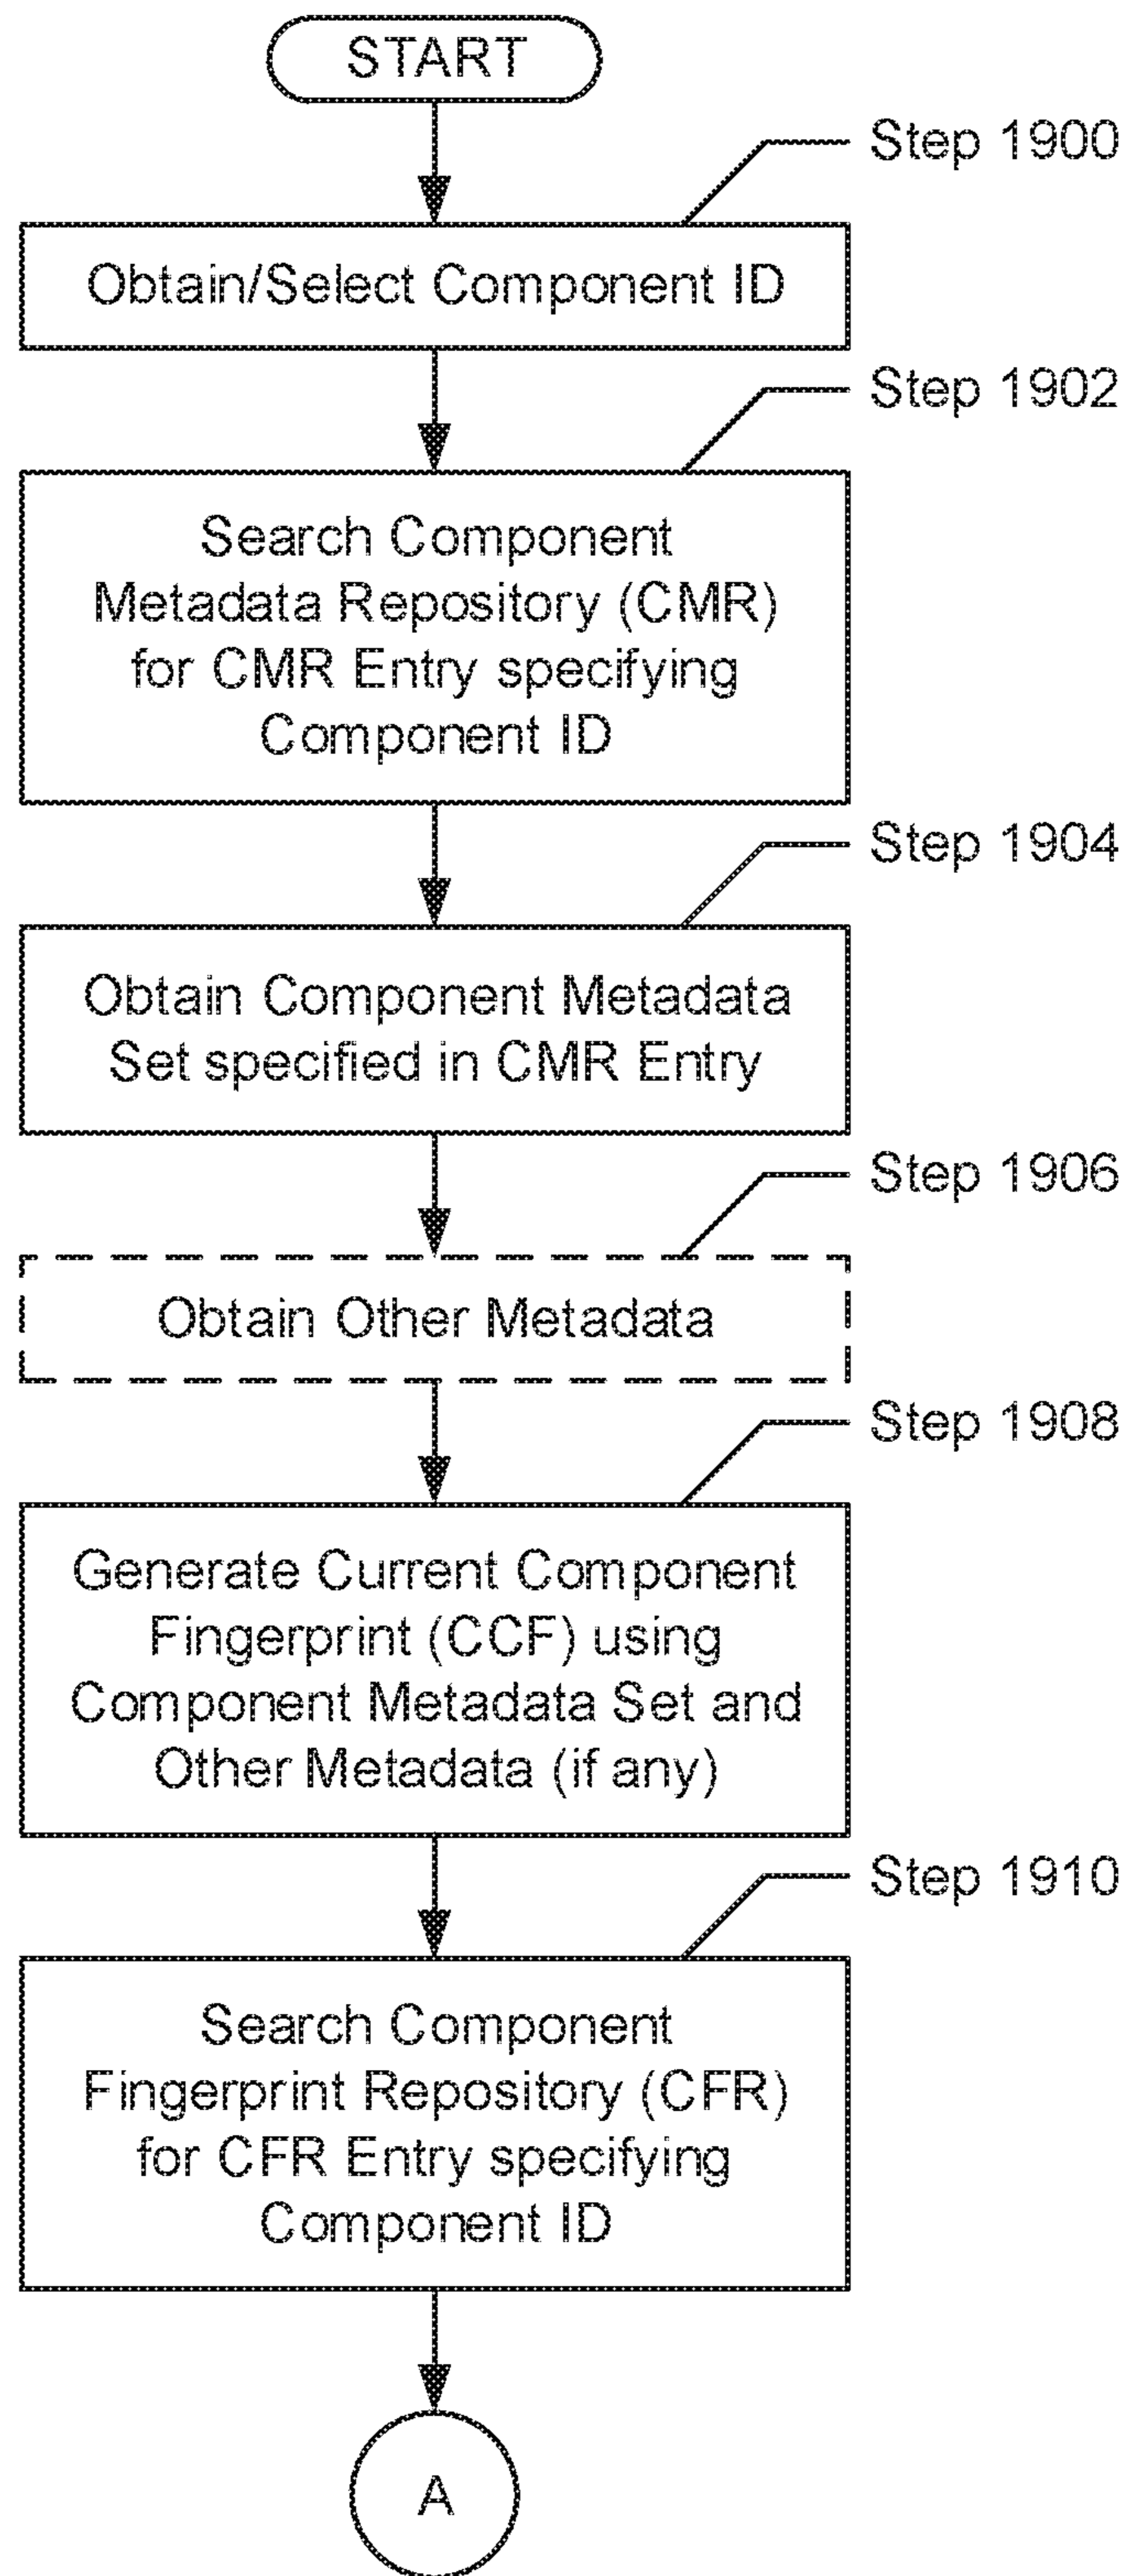 START
Step 1900
Obtain/Select Component ID
Step 1902
Search Component
Metadata Repository (CMR)
for CMR Entry specifying
Component ID
Step 1904
Obtain Component Metadata
Set specified in CMR Entry
Step 1906
Obtain Other Metadata
Step 1908
Generate Current Component
Fingerprint (CCF) using
Component Metadata Set and
Other Metadata (if any)
Step 1910
Search Component
Fingerprint Repository (CFR)
for CFR Entry specifying
Component ID
A